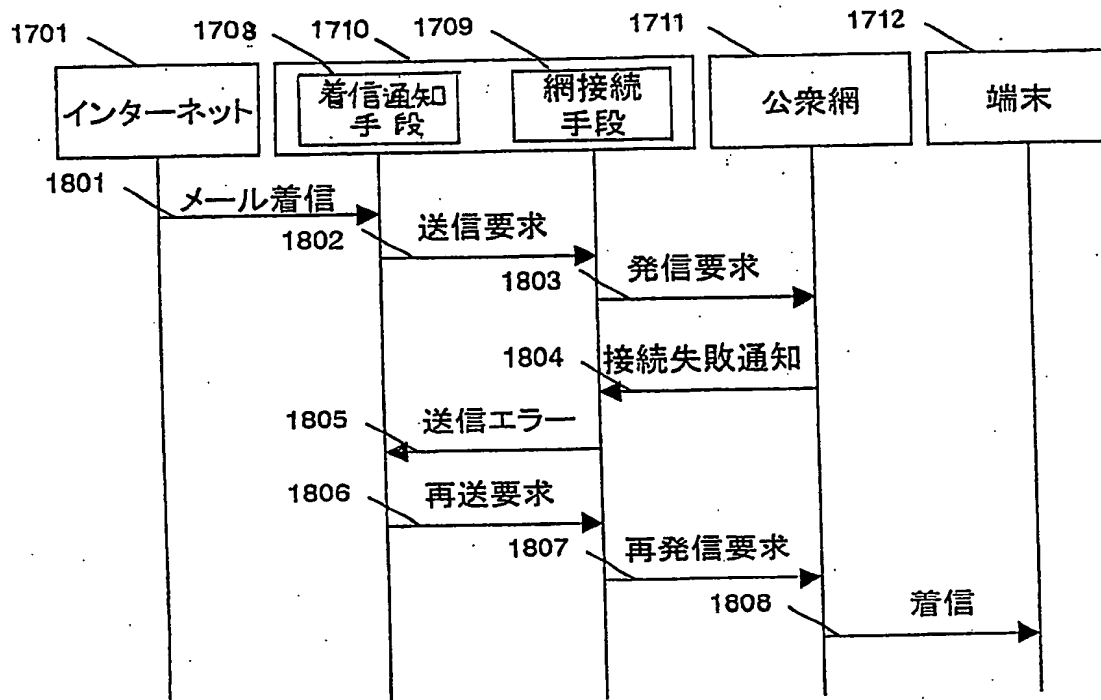 1701
1708
1710
1709
1711
1712
インターネット
着信通知
手段
網接続
手段
公衆網
端末
1801
メール着信
1802
送信要求
1803
発信要求
1804
接続失敗通知
1805
送信エラー
1806
再送要求
1807
再発信要求
1808
着信